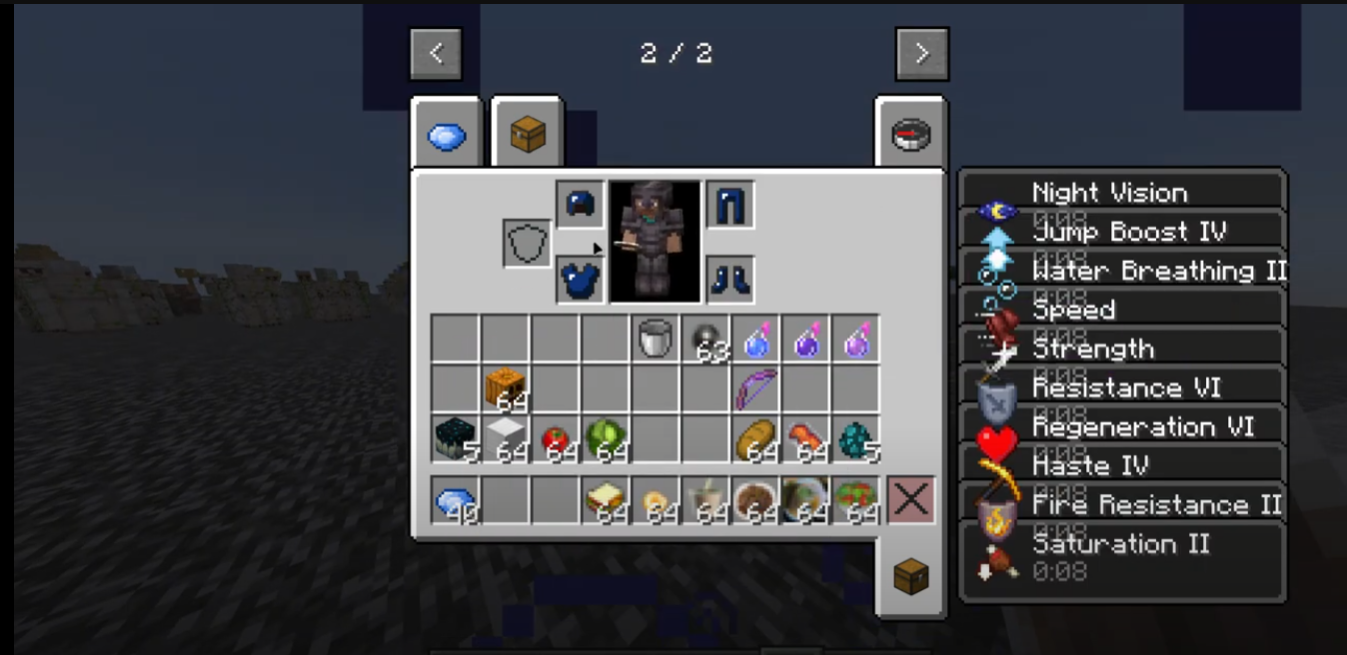 < 2 / 2 >
Night Vision
0:08
Jump Boost IV
0:08
Water Breathing II
0:08
Speed
0:08
Strength
0:08
Resistance VI
0:08
Regeneration VI
0:08
Haste IV
0:08
Fire Resistance II
0:08
Saturation II
0:08
63
64
5 64 64 64 64 64 5
40 64 64 64 64 64 64